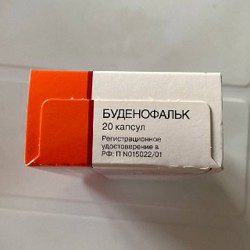 БУДЕНОФАЛЬК
20 капсул
Регистрационное
удостоверение в
РФ: П N015022/01